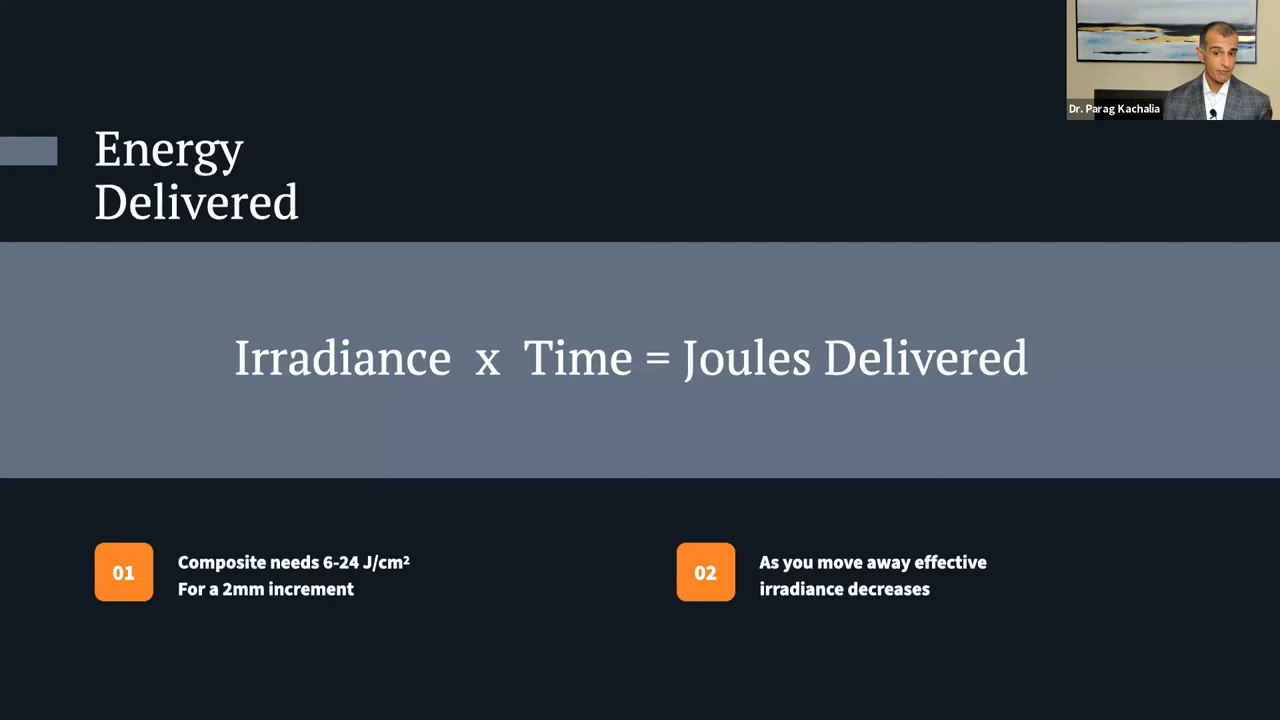 Dr. Parag Kachalia
Energy
Delivered
Irradiance x Time = Joules Delivered
01
Composite needs 6-24 J/cm²
For a 2mm increment
02
As you move away effective
irradiance decreases